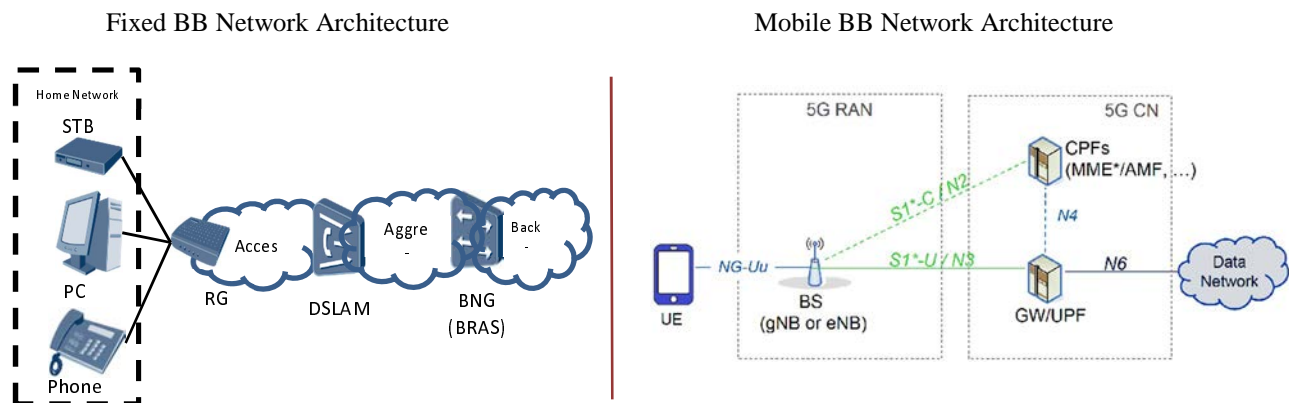 Fixed BB Network Architecture
Home Network
STB
PC
Phone
RG
Acces
DSLAM
Aggre
-
BNG
(BRAS)
Back
-
Mobile BB Network Architecture
5G RAN
5G CN
CPFs
(MME*/AMF, ...)
S1*-C / N2
N4
NG-Uu
S1*-U / N3
N6
Data
Network
UE
BS
(gNB or eNB)
GW/UPF